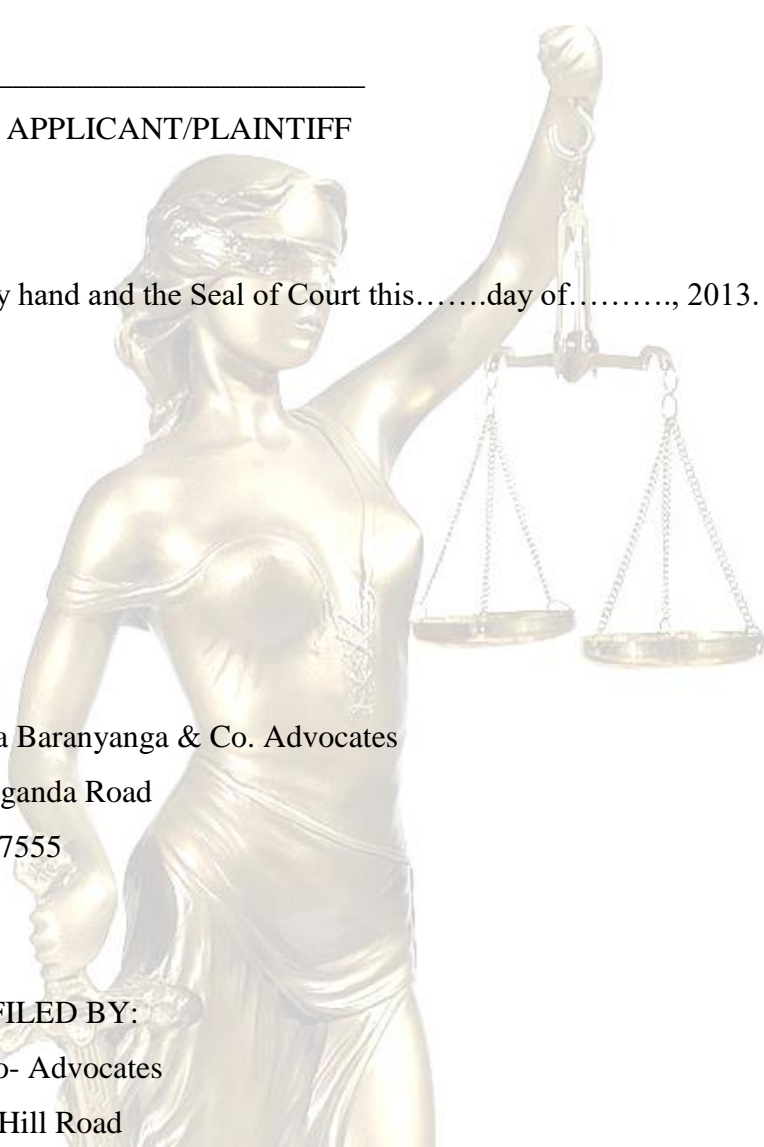 APPLICANT/PLAINTIFF
hand and the Seal of Court this…….day of………., 2013.
Baranyanga & Co. Advocates
Road
7555
FILED BY:
Advocates
Hill Road